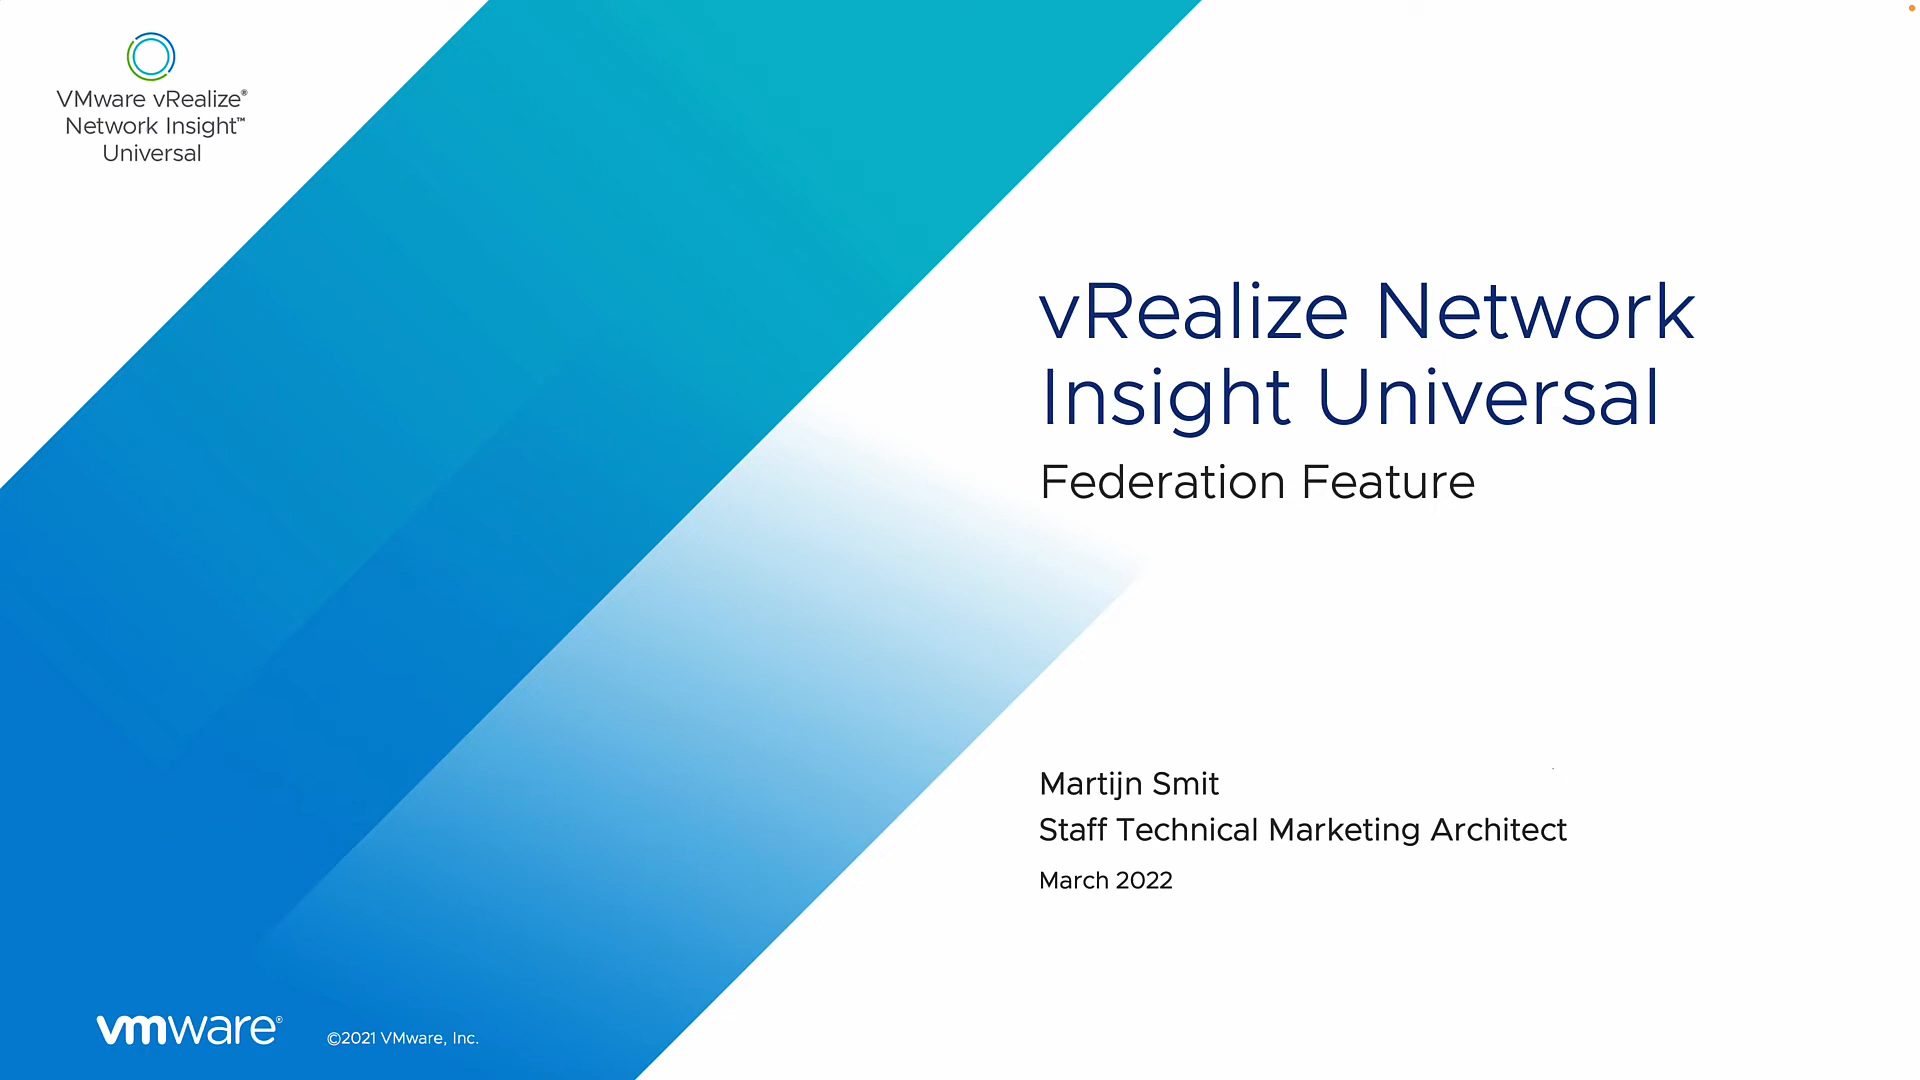 VMware vRealize®
Network Insight™
Universal
vRealize Network
Insight Universal
Federation Feature
Martijn Smit
Staff Technical Marketing Architect
March 2022
vmware®
©2021 VMware, Inc.